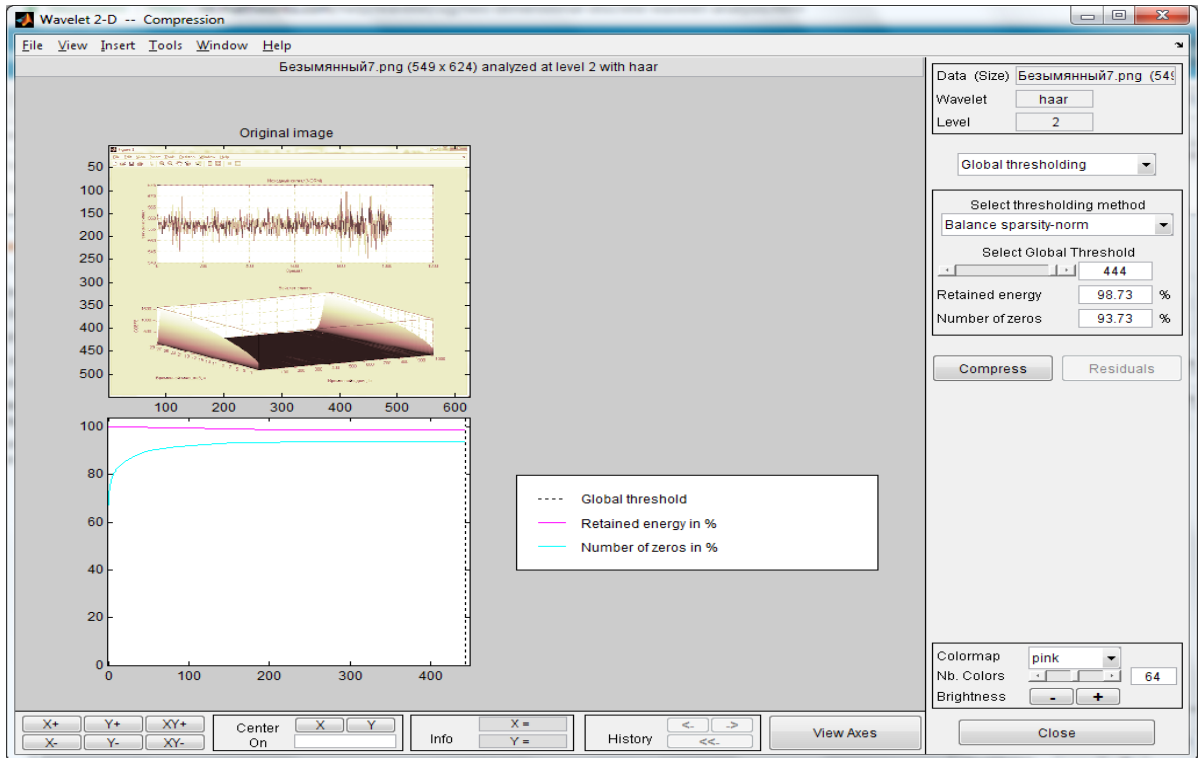 Wavelet 2-D -- Compression
File View Insert Tools Window Help
Безымянный7.png (549 x 624) analyzed at level 2 with haar
Data (Size) Безымянный7.png (549
Wavelet haar
Level 2
Global thresholding
Select thresholding method
Balance sparsity-norm
Select Global Threshold
444
Retained energy 98.73 %
Number of zeros 93.73 %
Compress Residuals
Original image
50
100
150
200
250
300
350
400
450
500
100 200 300 400 500 600
100
80
60
40
20
0
0 100 200 300 400
Global threshold
Retained energy in %
Number of zeros in %
Colormap pink
Nb. Colors 64
Brightness - +
X+ Y+ XY+
X- Y- XY-
Center On X Y
Info X = Y =
History <- -> <<-
View Axes
Close